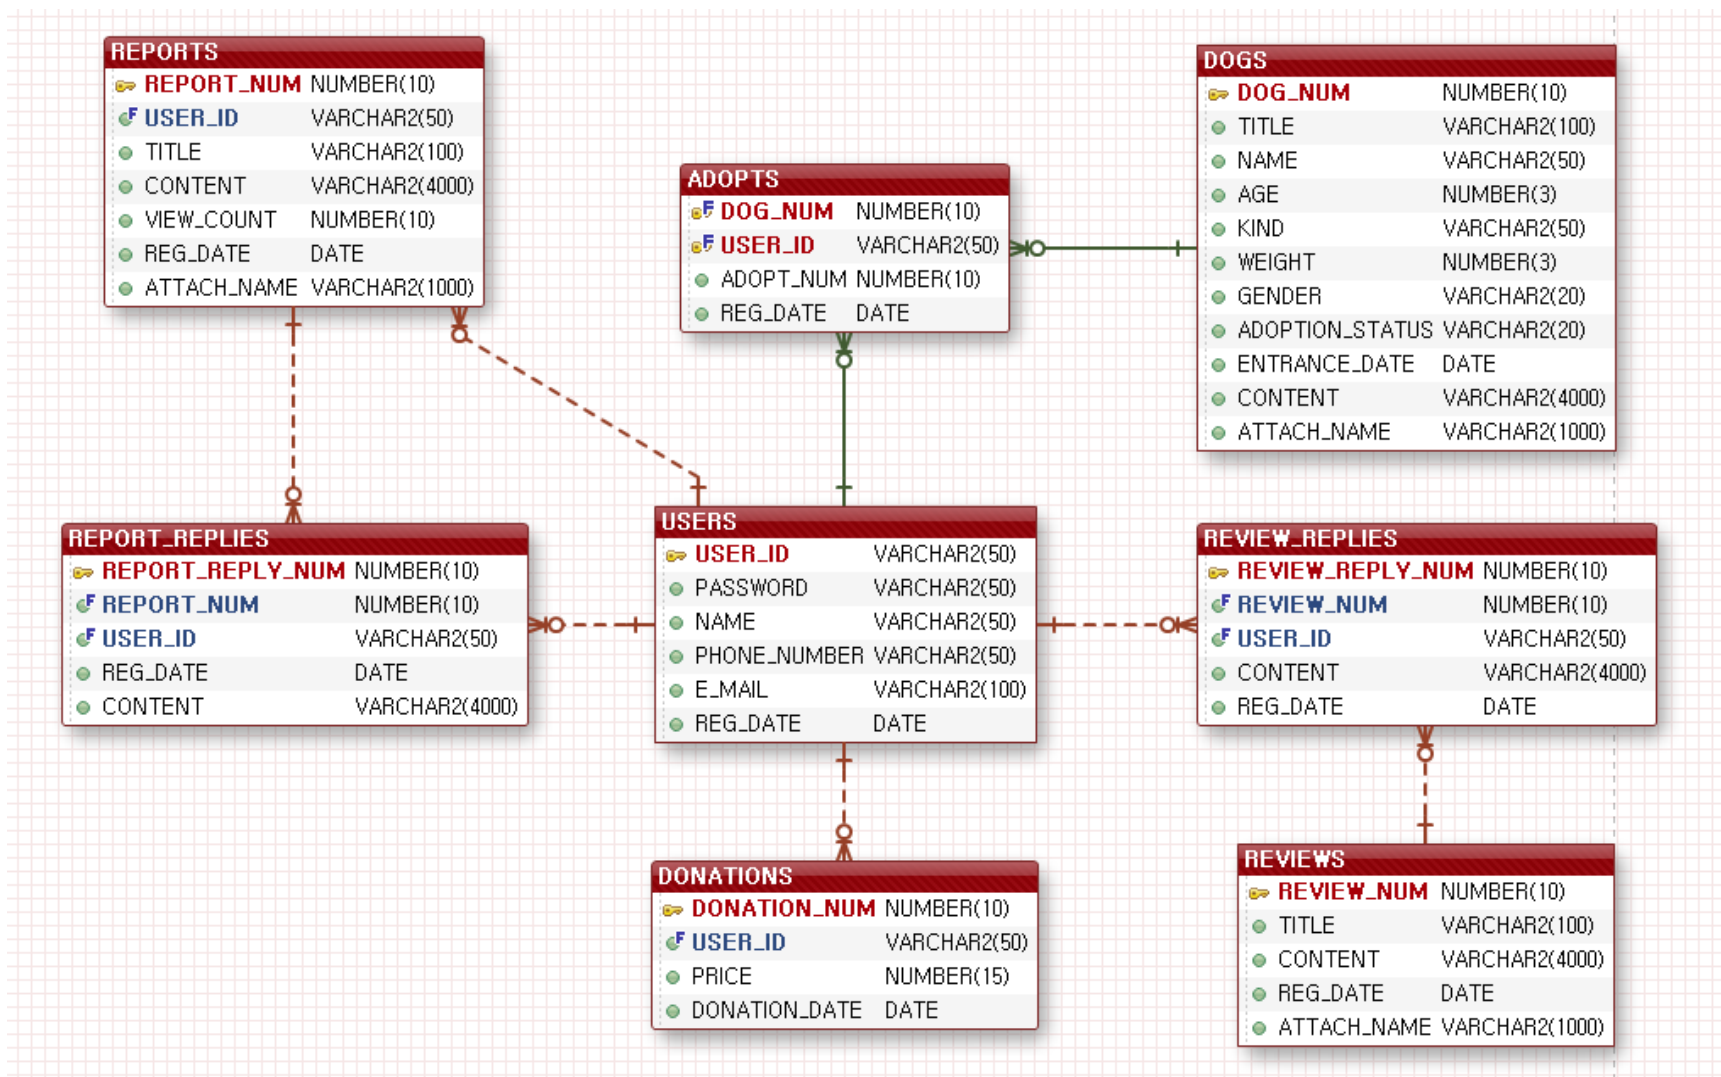 REPORTS
REPORT_NUM NUMBER(10)
USER_ID VARCHAR2(50)
TITLE VARCHAR2(100)
CONTENT VARCHAR2(4000)
VIEW_COUNT NUMBER(10)
REG_DATE DATE
ATTACH_NAME VARCHAR2(1000)
ADOPTS
DOG_NUM NUMBER(10)
USER_ID VARCHAR2(50)
ADOPT_NUM NUMBER(10)
REG_DATE DATE
DOGS
DOG_NUM NUMBER(10)
TITLE VARCHAR2(100)
NAME VARCHAR2(50)
AGE NUMBER(3)
KIND VARCHAR2(50)
WEIGHT NUMBER(3)
GENDER VARCHAR2(20)
ADOPTION_STATUS VARCHAR2(20)
ENTRANCE_DATE DATE
CONTENT VARCHAR2(4000)
ATTACH_NAME VARCHAR2(1000)
REPORT_REPLIES
REPORT_REPLY_NUM NUMBER(10)
REPORT_NUM NUMBER(10)
USER_ID VARCHAR2(50)
REG_DATE DATE
CONTENT VARCHAR2(4000)
USERS
USER_ID VARCHAR2(50)
PASSWORD VARCHAR2(50)
NAME VARCHAR2(50)
PHONE_NUMBER VARCHAR2(50)
E_MAIL VARCHAR2(100)
REG_DATE DATE
REVIEW_REPLIES
REVIEW_REPLY_NUM NUMBER(10)
REVIEW_NUM NUMBER(10)
USER_ID VARCHAR2(50)
CONTENT VARCHAR2(4000)
REG_DATE DATE
DONATIONS
DONATION_NUM NUMBER(10)
USER_ID VARCHAR2(50)
PRICE NUMBER(15)
DONATION_DATE DATE
REVIEWS
REVIEW_NUM NUMBER(10)
TITLE VARCHAR2(100)
CONTENT VARCHAR2(4000)
REG_DATE DATE
ATTACH_NAME VARCHAR2(1000)